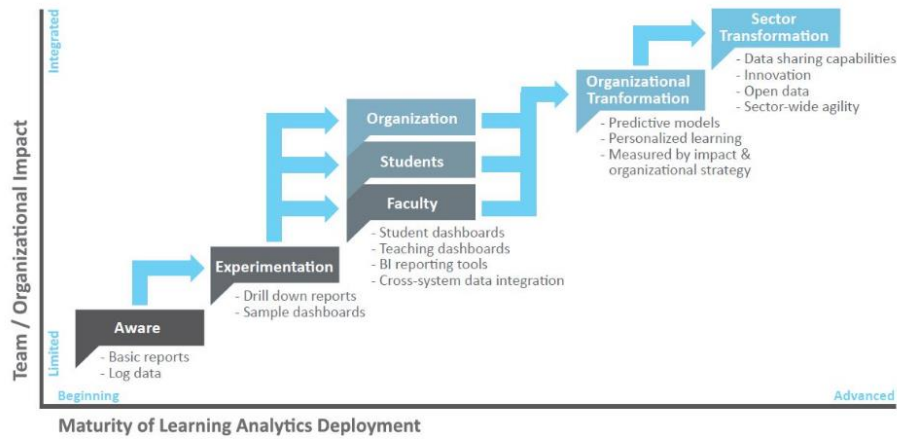 Team / Organizational Impact
Integrated
Limited
Sector
Transformation
- Data sharing capabilities
- Innovation
- Open data
- Sector-wide agility
Organizational
Tranformation
- Predictive models
- Personalized learning
- Measured by impact &
organizational strategy
Organization
Students
Faculty
- Student dashboards
- Teaching dashboards
- BI reporting tools
- Cross-system data integration
Experimentation
- Drill down reports
- Sample dashboards
Aware
- Basic reports
- Log data
Beginning
Advanced
Maturity of Learning Analytics Deployment